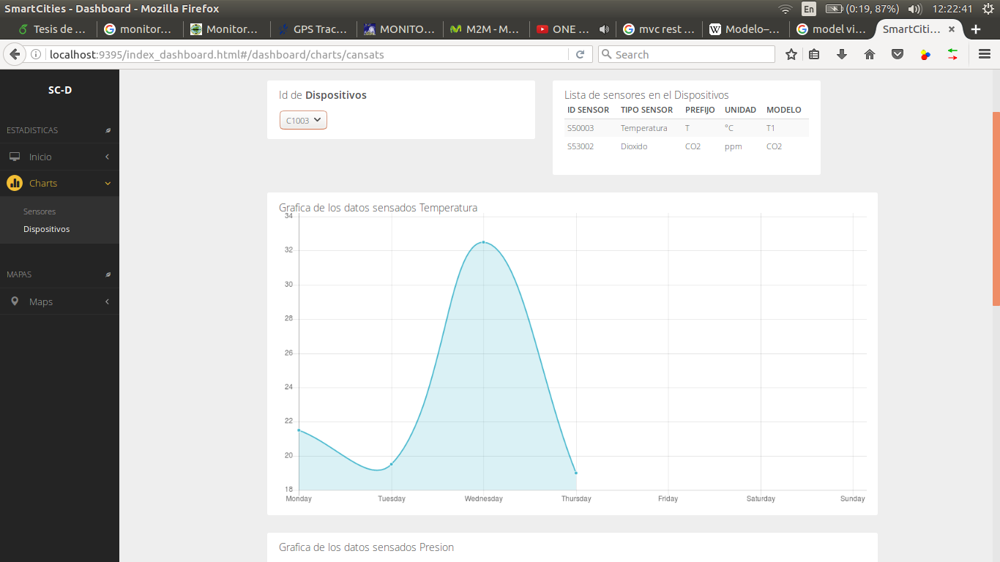 SmartCities - Dashboard - Mozilla Firefox
En (0:19, 87%) 12:22:41
Tesis de ... monitor... Monitor... GPS Trac... MONITO... M2M - M... ONE ... mvc rest ... Modelo–... model vi... SmartCiti...
localhost:9395/index_dashboard.html#/dashboard/charts/cansats Search
SC-D
ESTADISTICAS
Inicio
Charts
Sensores
Dispositivos
MAPAS
Maps
Id de Dispositivos
C1003
Lista de sensores en el Dispositivos
ID SENSOR TIPO SENSOR PREFIJO UNIDAD MODELO
S50003 Temperatura T °C T1
S53002 Dioxido CO2 ppm CO2
Grafica de los datos sensados Temperatura
34
32
30
28
26
24
22
20
18
Monday Tuesday Wednesday Thursday Friday Saturday Sunday
Grafica de los datos sensados Presion